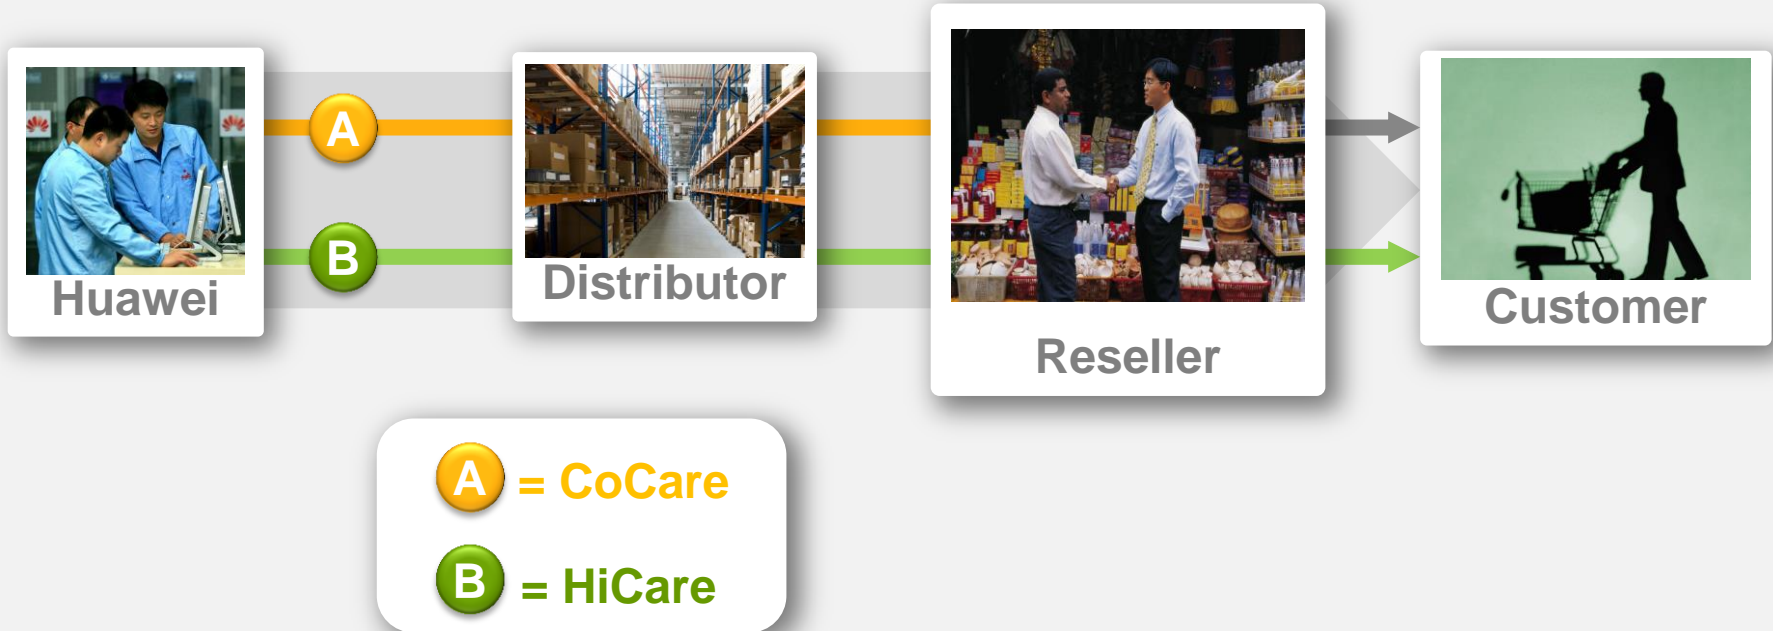 A
B
Huawei
Distributor
Reseller
Customer
A = CoCare
B = HiCare